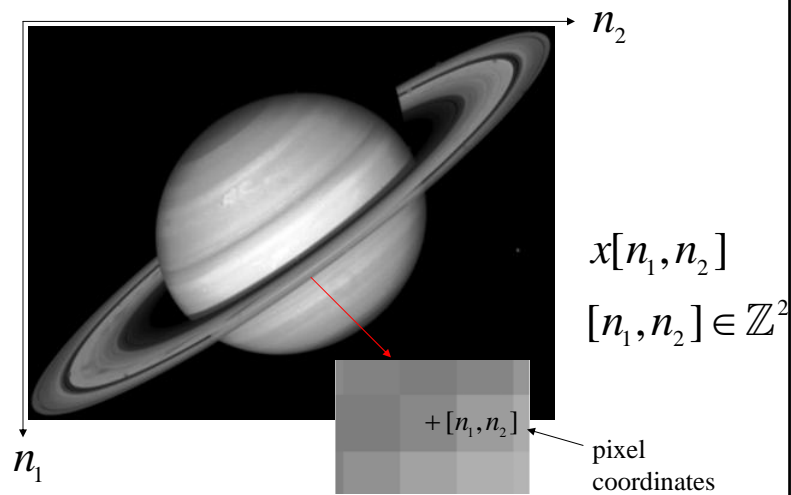 n₂
x[n₁,n₂]
[n₁,n₂]∈ℤ²
+[n₁,n₂]
pixel
coordinates
n₁